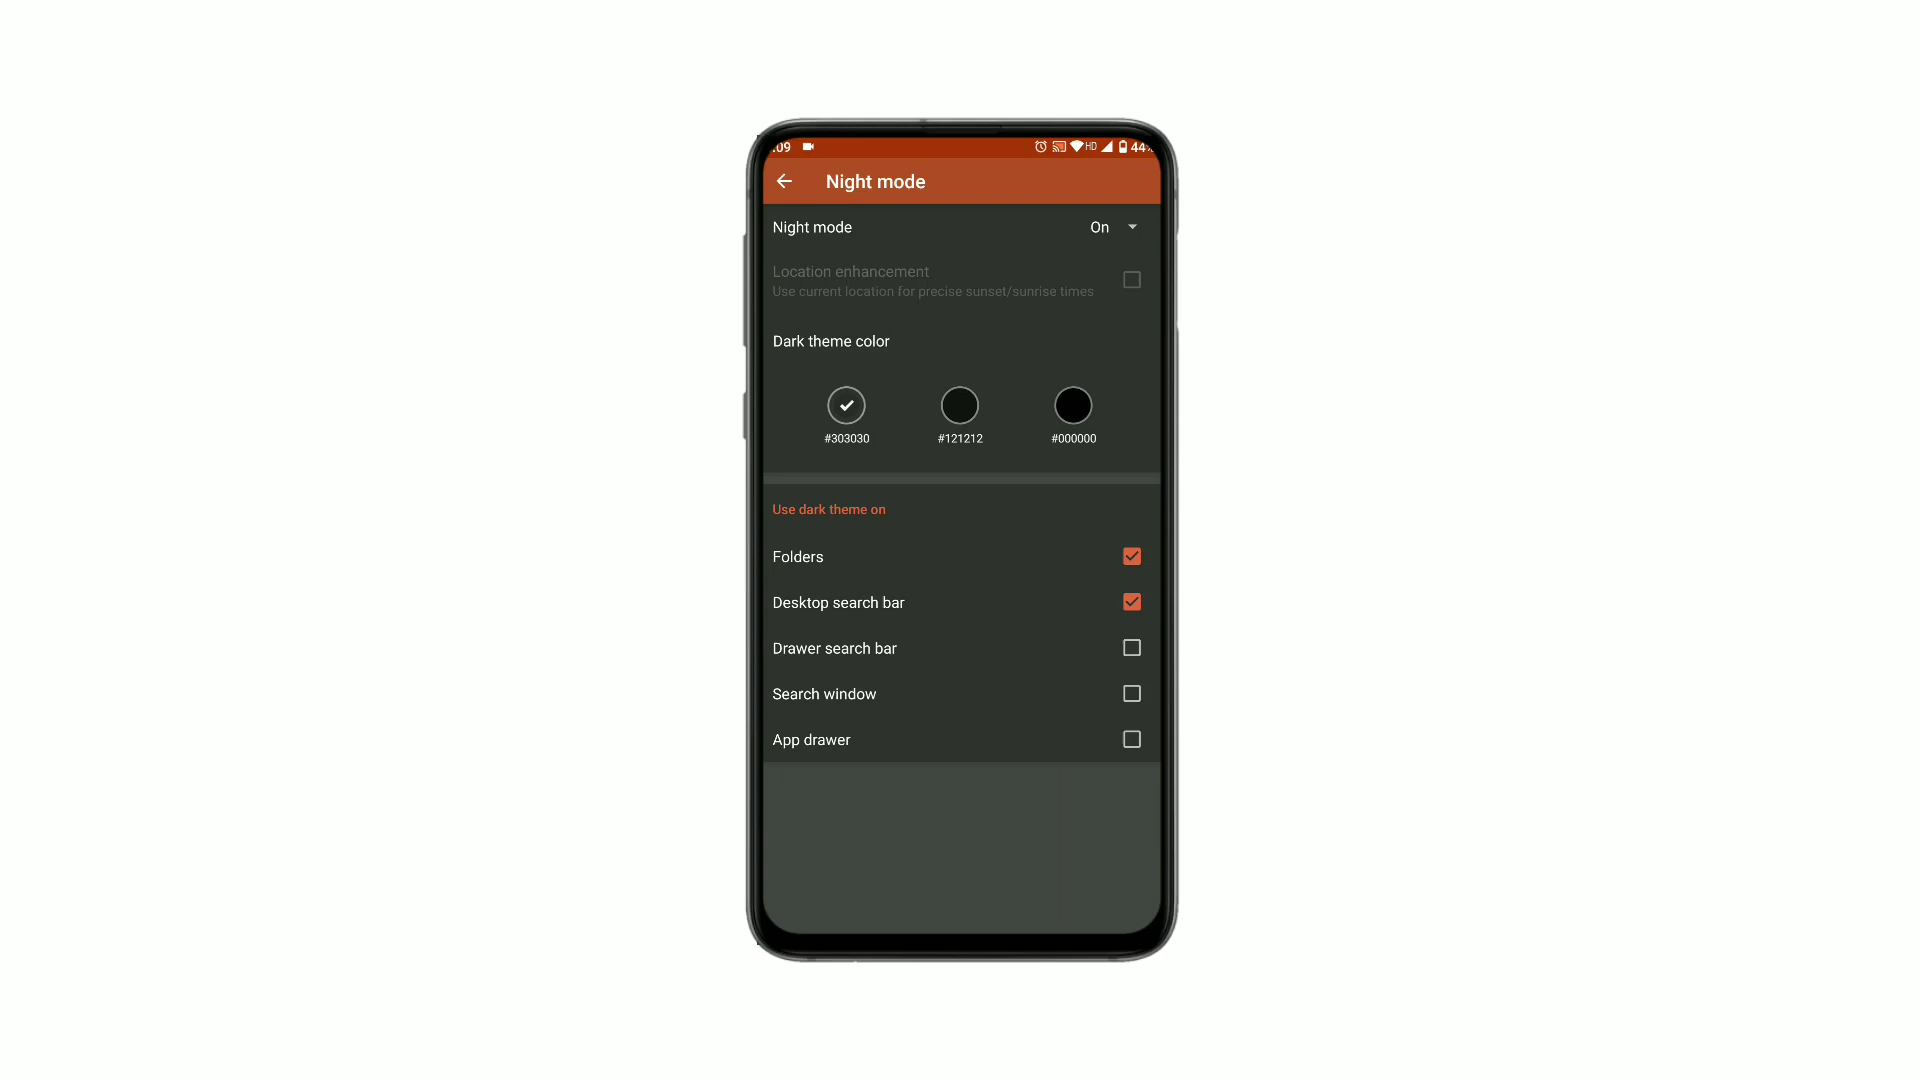 :09 HD 44%
Night mode
Night mode On
Location enhancement
Use current location for precise sunset/sunrise times
Dark theme color
#303030 #121212 #000000
Use dark theme on
Folders
Desktop search bar
Drawer search bar
Search window
App drawer